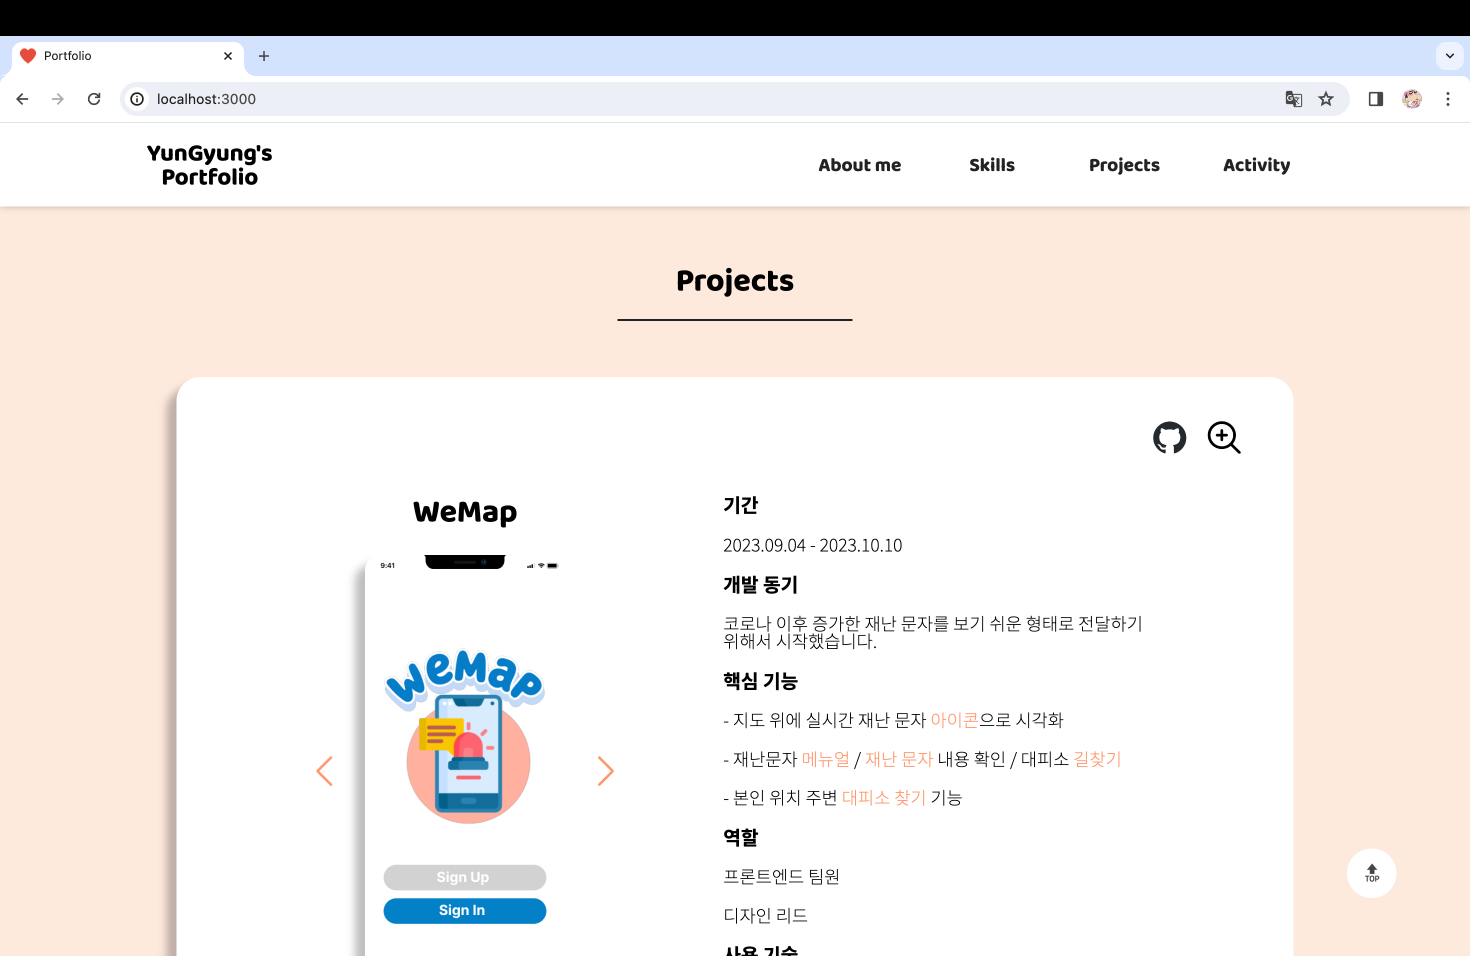 Portfolio
localhost:3000
YunGyung's
Portfolio
About me
Skills
Projects
Activity
Projects
WeMap
9:41
WeMap
Sign Up
Sign In
기간
2023.09.04 - 2023.10.10
개발 동기
코로나 이후 증가한 재난 문자를 보기 쉬운 형태로 전달하기
위해서 시작했습니다.
핵심 기능
- 지도 위에 실시간 재난 문자 아이콘으로 시각화
- 재난문자 메뉴얼 / 재난 문자 내용 확인 / 대피소 길찾기
- 본인 위치 주변 대피소 찾기 기능
역할
프론트엔드 팀원
디자인 리드
사용 기술
TOP